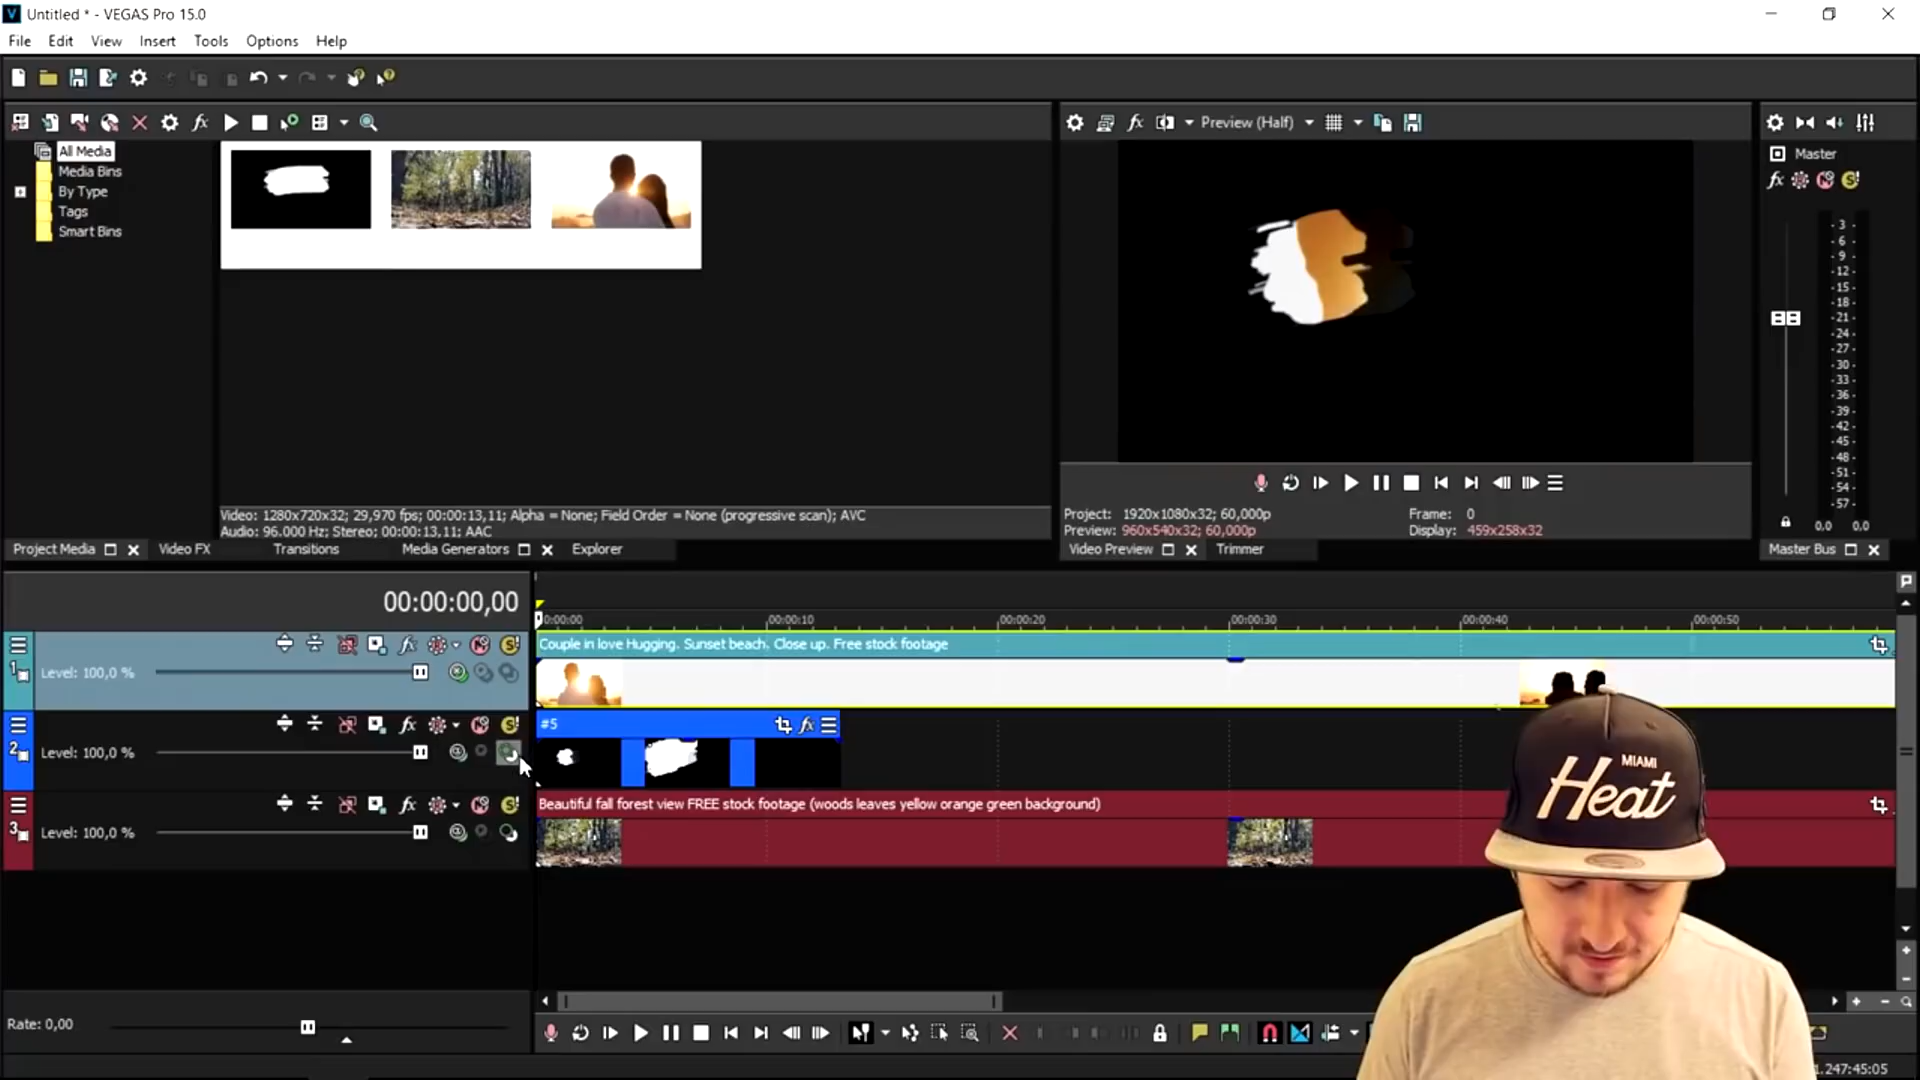 Untitled * - VEGAS Pro 15.0
File Edit View Insert Tools Options Help
All Media
Media Bins
By Type
Tags
Smart Bins
Video: 1280x720x32; 29,970 fps; 00:00:13,11; Alpha = None; Field Order = None (progressive scan); AVC
Audio: 96.000 Hz; Stereo; 00:00:13,11; AAC
Project Media Video FX Transitions Media Generators Explorer
Preview (Half)
Project: 1920x1080x32; 60,000p Frame: 0
Preview: 960x540x32; 60,000p Display: 459x258x32
Video Preview Trimmer
Master
- 3 -
- 6 -
- 9 -
-12-
-15-
-18-
-21-
-24-
-27-
-30-
-33-
-36-
-39-
-42-
-45-
-48-
-51-
-54-
-57-
0.0 0.0
Master Bus
00:00:00,00
0:00:00 00:00:10 00:00:20 00:00:30 00:00:40 00:00:50
1 Level: 100,0 %
Couple in love Hugging. Sunset beach. Close up. Free stock footage
2 Level: 100,0 %
#5
3 Level: 100,0 %
Beautiful fall forest view FREE stock footage (woods leaves yellow orange green background)
MIAMI
Heat
Rate: 0,00
1.247:45:05